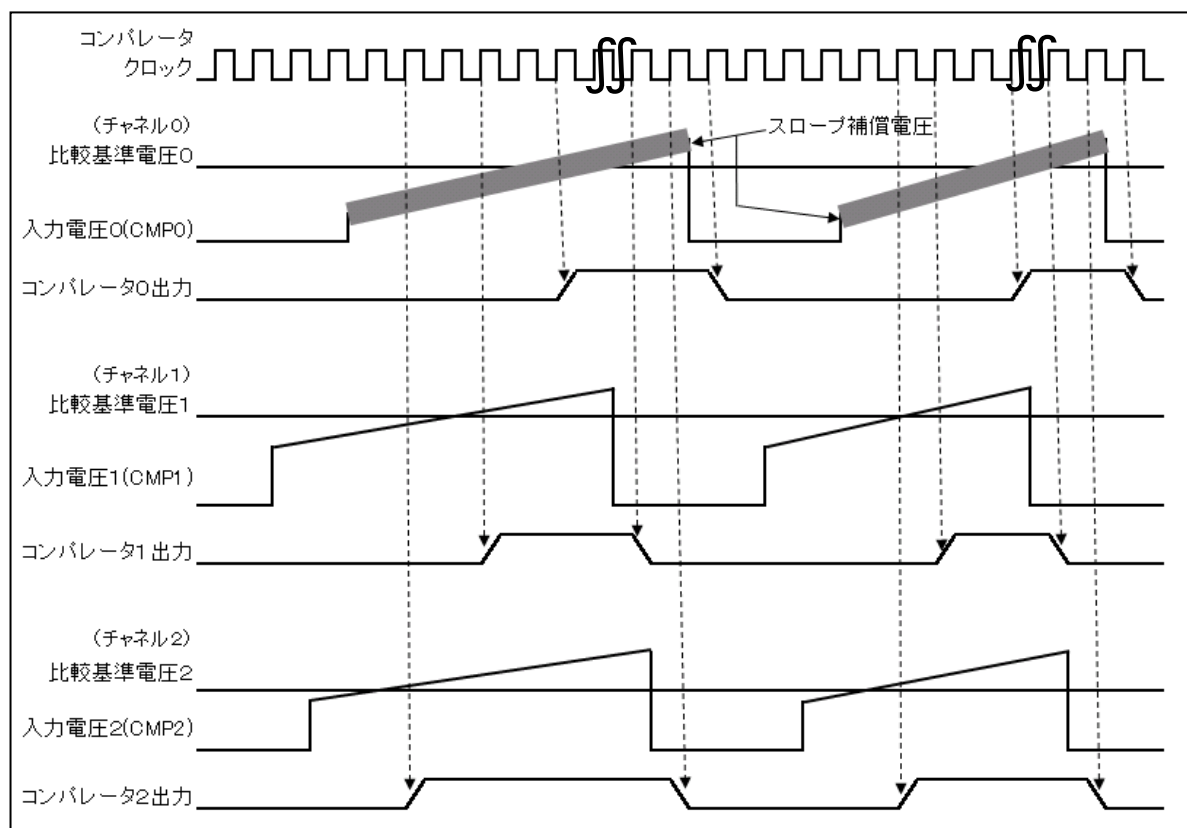 コンパレータ
クロック
(チャネル0)
比較基準電圧0
スロープ補償電圧
入力電圧0(CMP0)
コンパレータ0出力
(チャネル1)
比較基準電圧1
入力電圧1(CMP1)
コンパレータ1出力
(チャネル2)
比較基準電圧2
入力電圧2(CMP2)
コンパレータ2出力